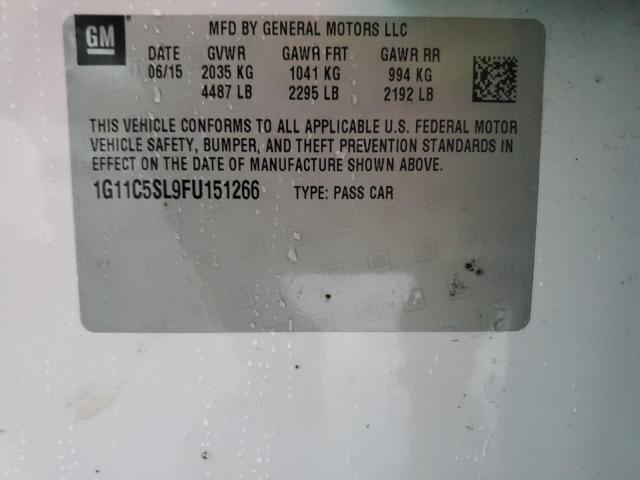 GM
MFD BY GENERAL MOTORS LLC
DATE GVWR GAWR FRT GAWR RR
06/15 2035 KG 1041 KG 994 KG
4487 LB 2295 LB 2192 LB
THIS VEHICLE CONFORMS TO ALL APPLICABLE U.S. FEDERAL MOTOR
VEHICLE SAFETY, BUMPER, AND THEFT PREVENTION STANDARDS IN
EFFECT ON THE DATE OF MANUFACTURE SHOWN ABOVE.
1G11C5SL9FU151266 TYPE: PASS CAR